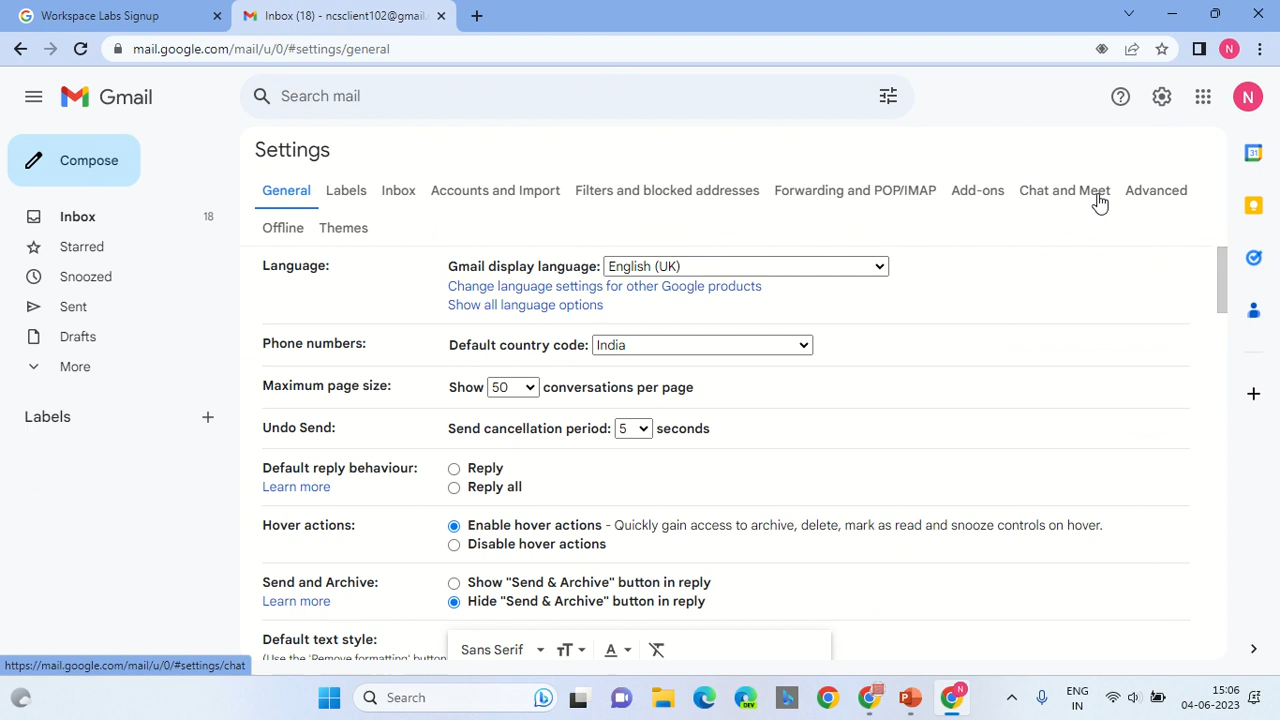 Workspace Labs Signup
Inbox (18) - ncsclient102@gmail.
mail.google.com/mail/u/0/#settings/general
N
Gmail
Search mail
N
Compose
Settings
General Labels Inbox Accounts and Import Filters and blocked addresses Forwarding and POP/IMAP Add-ons Chat and Meet Advanced
Offline Themes
Inbox 18
Starred
Snoozed
Sent
Drafts
More
Labels
Language: Gmail display language: English (UK)
Change language settings for other Google products
Show all language options
Phone numbers: Default country code: India
Maximum page size: Show 50 conversations per page
Undo Send: Send cancellation period: 5 seconds
Default reply behaviour: Reply
Learn more Reply all
Hover actions: Enable hover actions - Quickly gain access to archive, delete, mark as read and snooze controls on hover.
Disable hover actions
Send and Archive: Show "Send & Archive" button in reply
Learn more Hide "Send & Archive" button in reply
Default text style: Sans Serif
(Use the 'Remove formatting' button
31
https://mail.google.com/mail/u/0/#settings/chat
Search
DEV
N
ENG
IN
15:06
04-06-2023